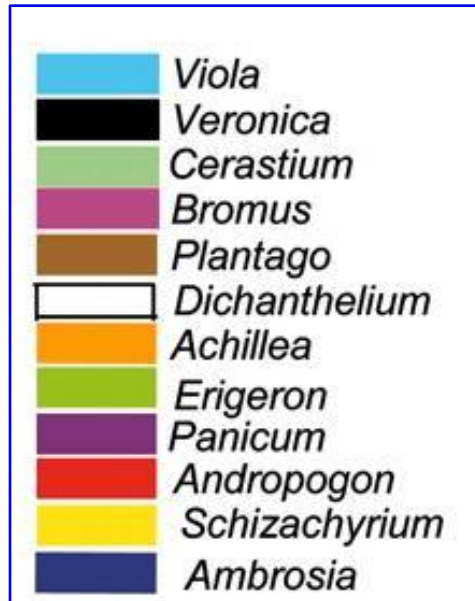 Viola
Veronica
Cerastium
Bromus
Plantago
Dichanthelium
Achillea
Erigeron
Panicum
Andropogon
Schizachyrium
Ambrosia